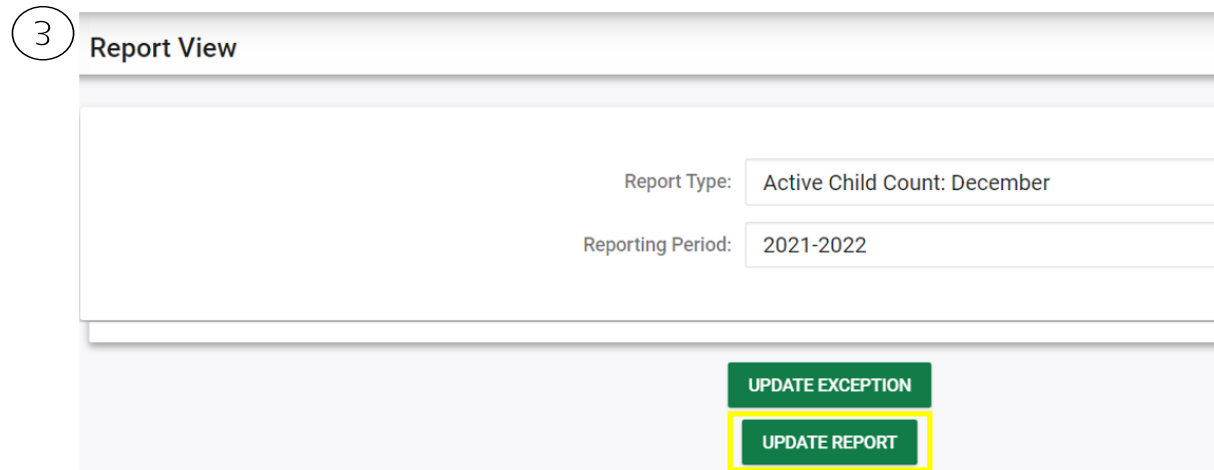 3
Report View
Report Type: Active Child Count: December
Reporting Period: 2021-2022
UPDATE EXCEPTION
UPDATE REPORT